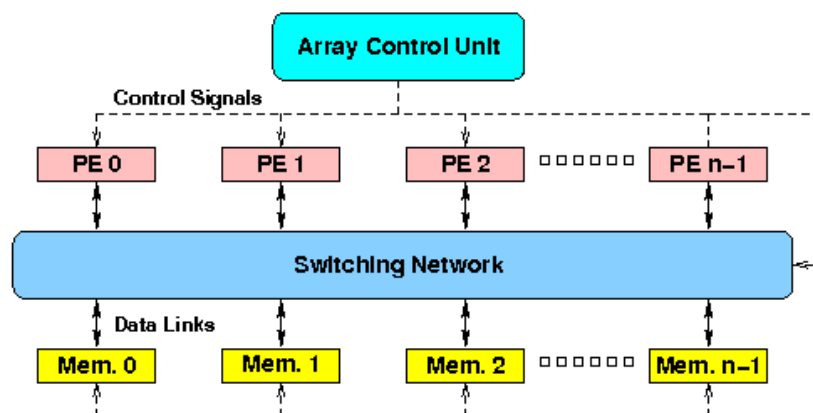 Array Control Unit
Control Signals
PE 0
PE 1
PE 2
PE n−1
Switching Network
Data Links
Mem. 0
Mem. 1
Mem. 2
Mem. n−1